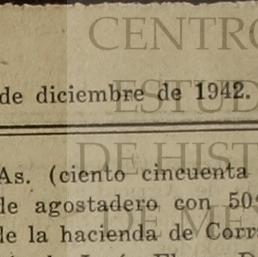 CENTRO
ESTUD
de diciembre de 1942.
DE HIST
As. (ciento cincuenta
de agostadero con 50
de la hacienda de Corr
DE MÉX